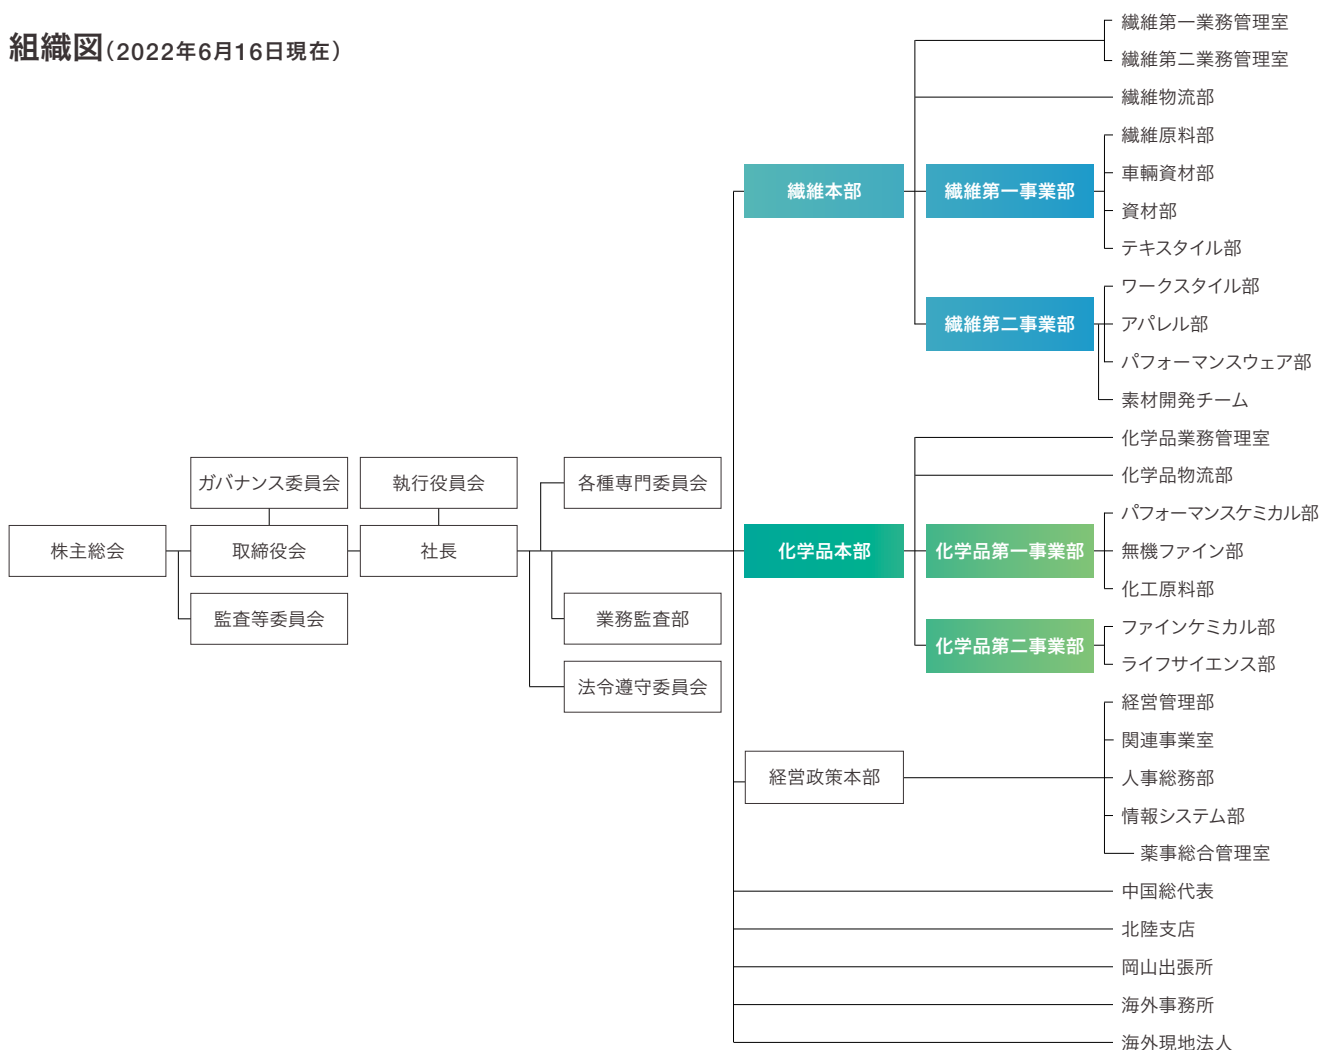 組織図(2022年6月16日現在)
株主総会
ガバナンス委員会
取締役会
監査等委員会
執行役員会
社長
各種専門委員会
業務監査部
法令遵守委員会
繊維本部
繊維第一業務管理室
繊維第二業務管理室
繊維物流部
繊維第一事業部
繊維原料部
車輛資材部
資材部
テキスタイル部
繊維第二事業部
ワークスタイル部
アパレル部
パフォーマンスウェア部
素材開発チーム
化学品本部
化学品業務管理室
化学品物流部
化学品第一事業部
パフォーマンスケミカル部
無機ファイン部
化工原料部
化学品第二事業部
ファインケミカル部
ライフサイエンス部
経営政策本部
経営管理部
関連事業室
人事総務部
情報システム部
薬事総合管理室
中国総代表
北陸支店
岡山出張所
海外事務所
海外現地法人